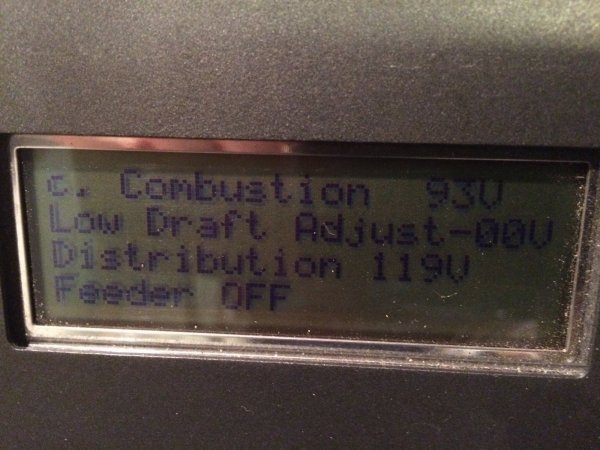 c. Combustion 93V
Low Draft Adjust-00V
Distribution 119V
Feeder OFF